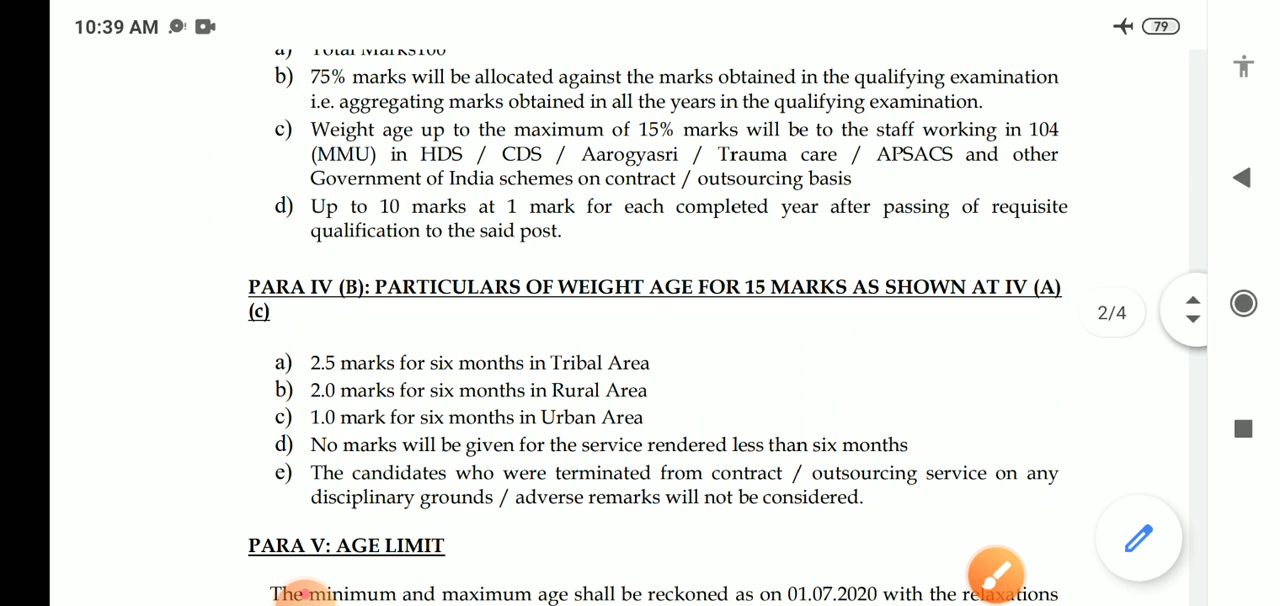 10:39 AM
79
a) Total Marks100
b) 75% marks will be allocated against the marks obtained in the qualifying examination
i.e. aggregating marks obtained in all the years in the qualifying examination.
c) Weight age up to the maximum of 15% marks will be to the staff working in 104
(MMU) in HDS / CDS / Aarogyasri / Trauma care / APSACS and other
Government of India schemes on contract / outsourcing basis
d) Up to 10 marks at 1 mark for each completed year after passing of requisite
qualification to the said post.
PARA IV (B): PARTICULARS OF WEIGHT AGE FOR 15 MARKS AS SHOWN AT IV (A)
(c)
2/4
a) 2.5 marks for six months in Tribal Area
b) 2.0 marks for six months in Rural Area
c) 1.0 mark for six months in Urban Area
d) No marks will be given for the service rendered less than six months
e) The candidates who were terminated from contract / outsourcing service on any
disciplinary grounds / adverse remarks will not be considered.
PARA V: AGE LIMIT
The minimum and maximum age shall be reckoned as on 01.07.2020 with the relaxations